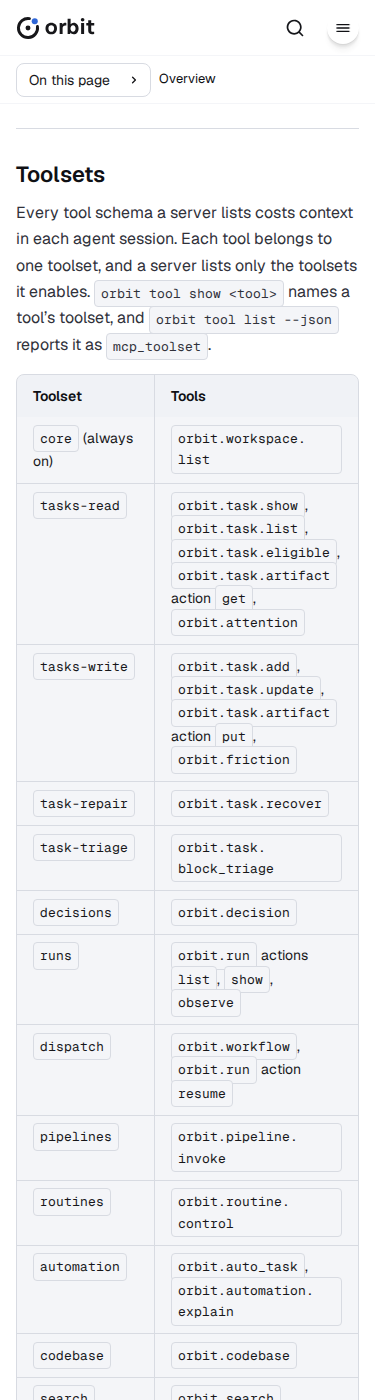 orbit
On this page
Overview
Toolsets
Every tool schema a server lists costs context
in each agent session. Each tool belongs to
one toolset, and a server lists only the toolsets
it enables. orbit tool show <tool> names a
tool’s toolset, and orbit tool list --json
reports it as mcp_toolset.
Toolset Tools
core (always
on)
orbit.workspace.
list
tasks-read
orbit.task.show,
orbit.task.list,
orbit.task.eligible,
orbit.task.artifact
action get,
orbit.attention
tasks-write
orbit.task.add,
orbit.task.update,
orbit.task.artifact
action put,
orbit.friction
task-repair
orbit.task.recover
task-triage
orbit.task.
block_triage
decisions
orbit.decision
runs
orbit.run actions
list, show,
observe
dispatch
orbit.workflow,
orbit.run action
resume
pipelines
orbit.pipeline.
invoke
routines
orbit.routine.
control
automation
orbit.auto_task,
orbit.automation.
explain
codebase
orbit.codebase
search
orbit.search